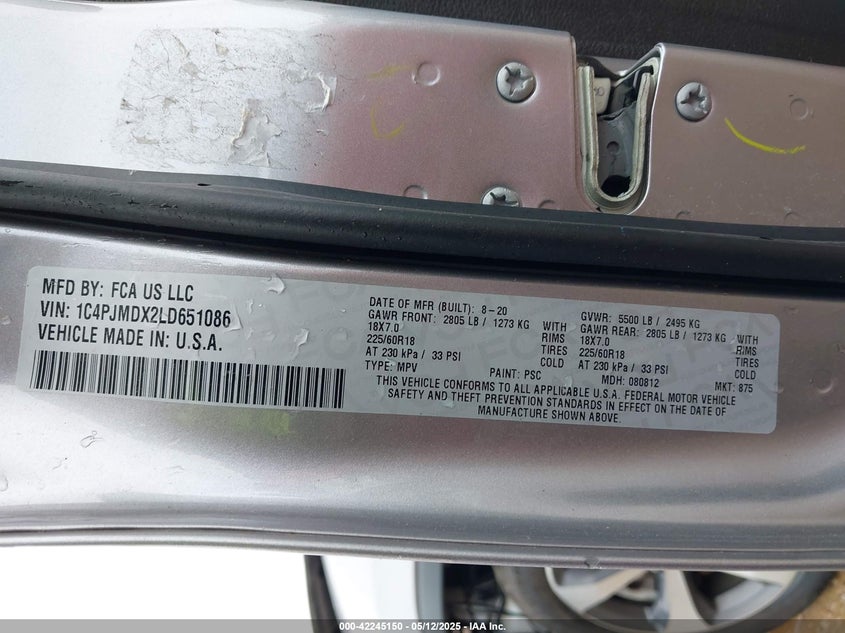 MFD BY: FCA US LLC
VIN: 1C4PJMDX2LD651086
VEHICLE MADE IN: U.S.A.
DATE OF MFR (BUILT): 8-20
GVWR: 5500 LB / 2495 KG
GAWR FRONT: 2805 LB / 1273 KG WITH
GAWR REAR: 2805 LB / 1273 KG WITH
18X7.0 RIMS
18X7.0 RIMS
225/60R18 TIRES
225/60R18 TIRES
AT 230 kPa / 33 PSI COLD
AT 230 kPa / 33 PSI COLD
TYPE: MPV PAINT: PSC MDH: 080812 MKT: 875
THIS VEHICLE CONFORMS TO ALL APPLICABLE U.S.A. FEDERAL MOTOR VEHICLE
SAFETY AND THEFT PREVENTION STANDARDS IN EFFECT ON THE DATE OF
MANUFACTURE SHOWN ABOVE.
000-42245150 - 05/12/2025 - IAA Inc.